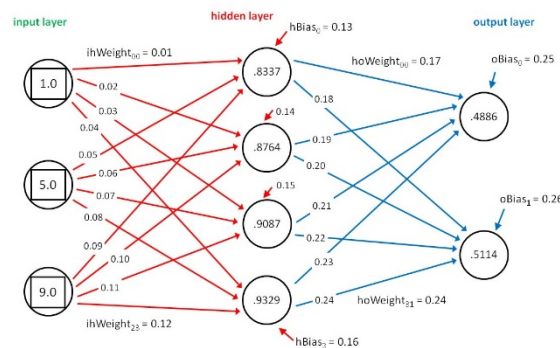 input layer
hidden layer
output layer
ihWeight00 = 0.01
hBias0 = 0.13
hoWeight00 = 0.17
oBias0 = 0.25
1.0
.8337
0.02
0.03
0.04
0.14
0.18
.4886
0.05
0.06
.8764
0.19
0.20
5.0
0.07
0.15
0.08
0.21
oBias1 = 0.26
0.09
.9087
0.22
.5114
0.10
0.11
0.23
9.0
.9329
0.24
hoWeight31 = 0.24
ihWeight23 = 0.12
hBias3 = 0.16